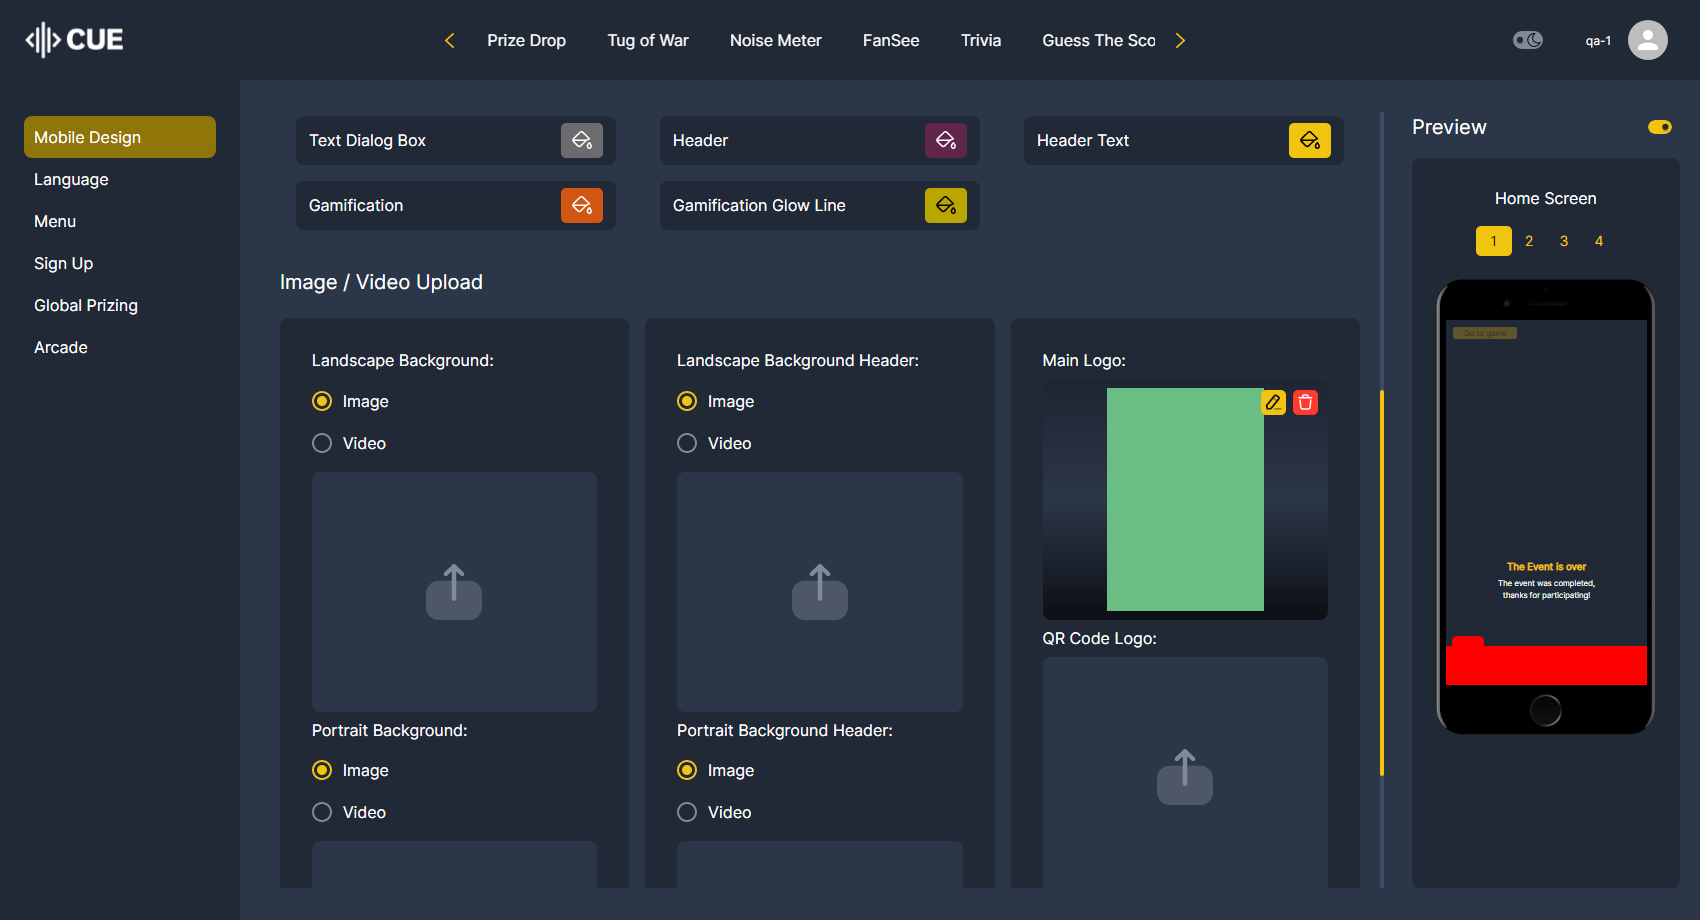 CUE
Prize Drop
Tug of War
Noise Meter
FanSee
Trivia
Guess The Sco
qa-1
Mobile Design
Language
Menu
Sign Up
Global Prizing
Arcade
Text Dialog Box
Header
Header Text
Gamification
Gamification Glow Line
Image / Video Upload
Landscape Background:
Image
Video
Portrait Background:
Image
Video
Landscape Background Header:
Image
Video
Portrait Background Header:
Image
Video
Main Logo:
QR Code Logo:
Preview
Home Screen
1 2 3 4
Go to game
The Event is over
The event was completed,
thanks for participating!